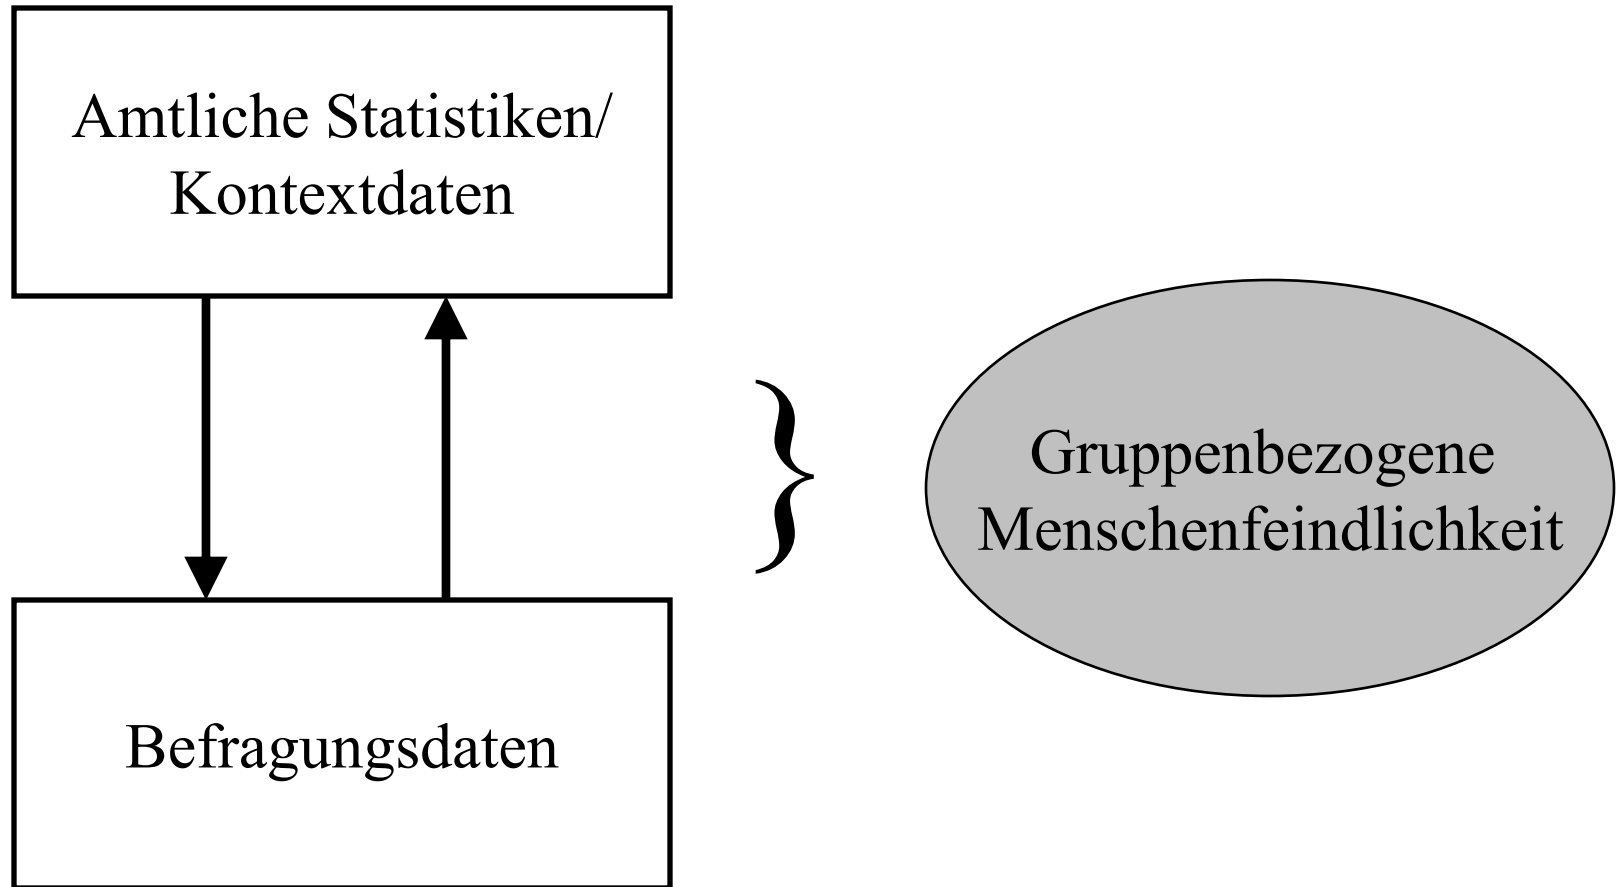 Amtliche Statistiken/
Kontextdaten
}
Gruppenbezogene
Menschenfeindlichkeit
Befragungsdaten